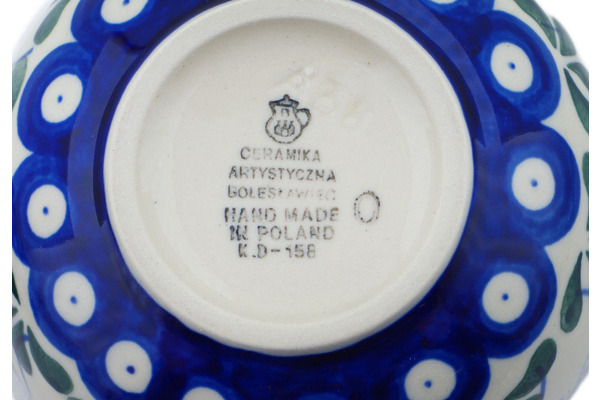 CERAMIKA
ARTYSTYCZNA
BOLESŁAWIEC
HAND MADE
IN POLAND
K.D-158